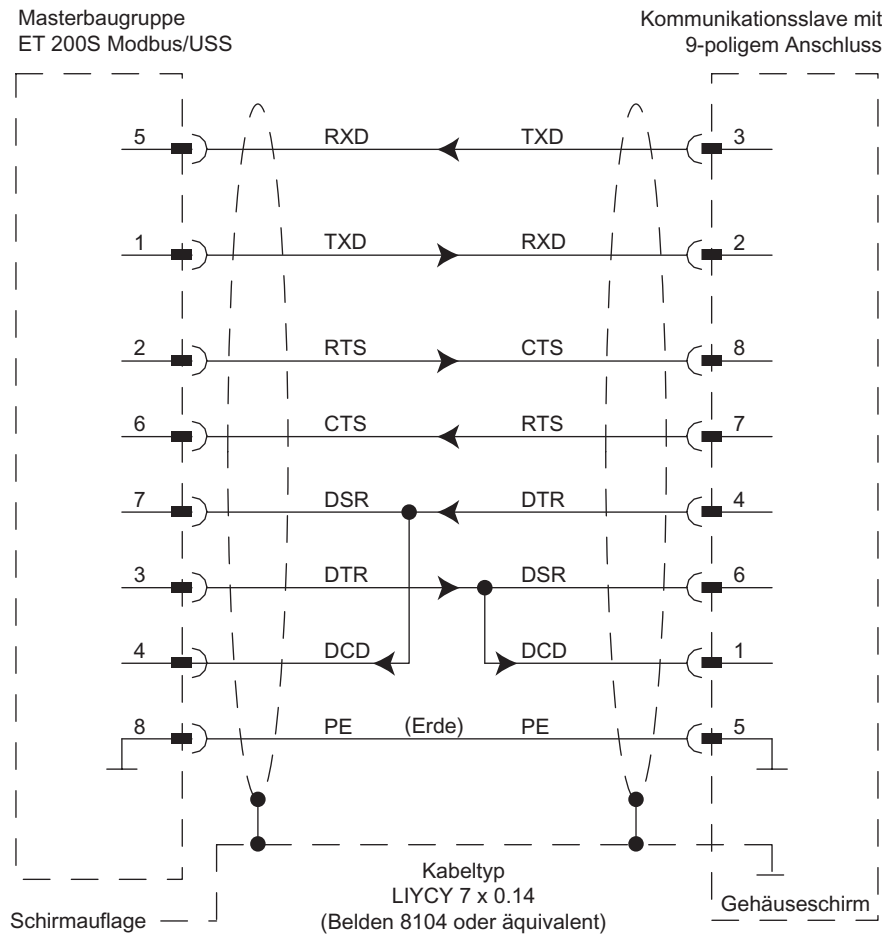 Masterbaugruppe
ET 200S Modbus/USS
Kommunikationsslave mit
9-poligem Anschluss
5 RXD TXD 3
1 TXD RXD 2
2 RTS CTS 8
6 CTS RTS 7
7 DSR DTR 4
3 DTR DSR 6
4 DCD DCD 1
8 PE (Erde) PE 5
Kabeltyp
LIYCY 7 x 0.14
(Belden 8104 oder äquivalent)
Schirmauflage
Gehäuseschirm